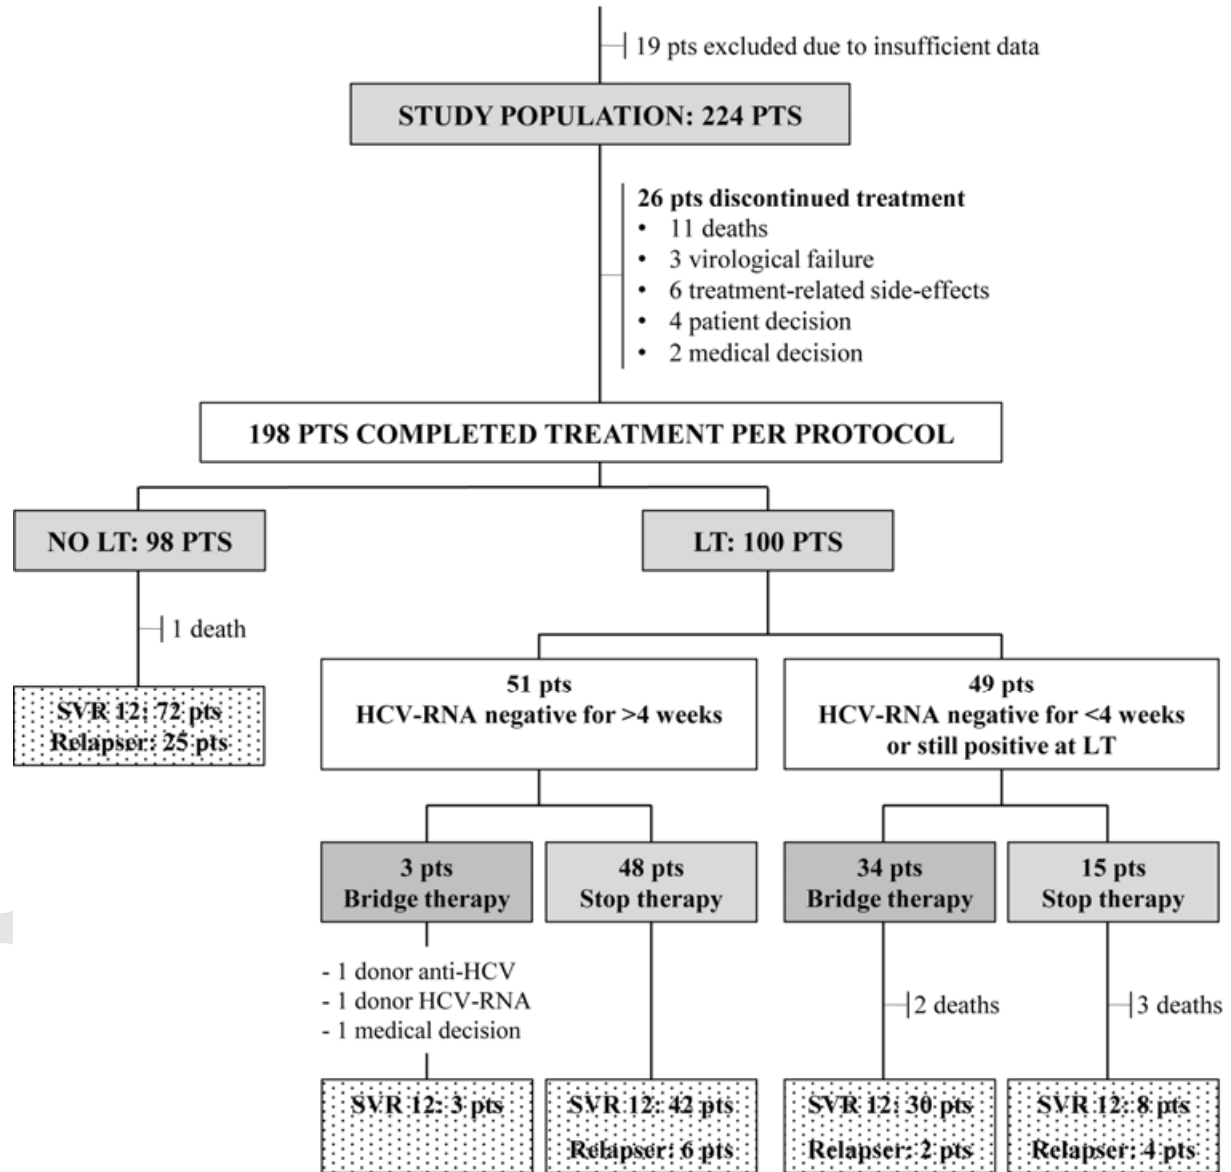 19 pts excluded due to insufficient data
STUDY POPULATION: 224 PTS
26 pts discontinued treatment
• 11 deaths
• 3 virological failure
• 6 treatment-related side-effects
• 4 patient decision
• 2 medical decision
198 PTS COMPLETED TREATMENT PER PROTOCOL
NO LT: 98 PTS
LT: 100 PTS
1 death
SVR 12: 72 pts
Relapser: 25 pts
51 pts
HCV-RNA negative for >4 weeks
49 pts
HCV-RNA negative for <4 weeks
or still positive at LT
3 pts
Bridge therapy
48 pts
Stop therapy
34 pts
Bridge therapy
15 pts
Stop therapy
- 1 donor anti-HCV
- 1 donor HCV-RNA
- 1 medical decision
2 deaths
3 deaths
SVR 12: 3 pts
SVR 12: 42 pts
Relapser: 6 pts
SVR 12: 30 pts
Relapser: 2 pts
SVR 12: 8 pts
Relapser: 4 pts